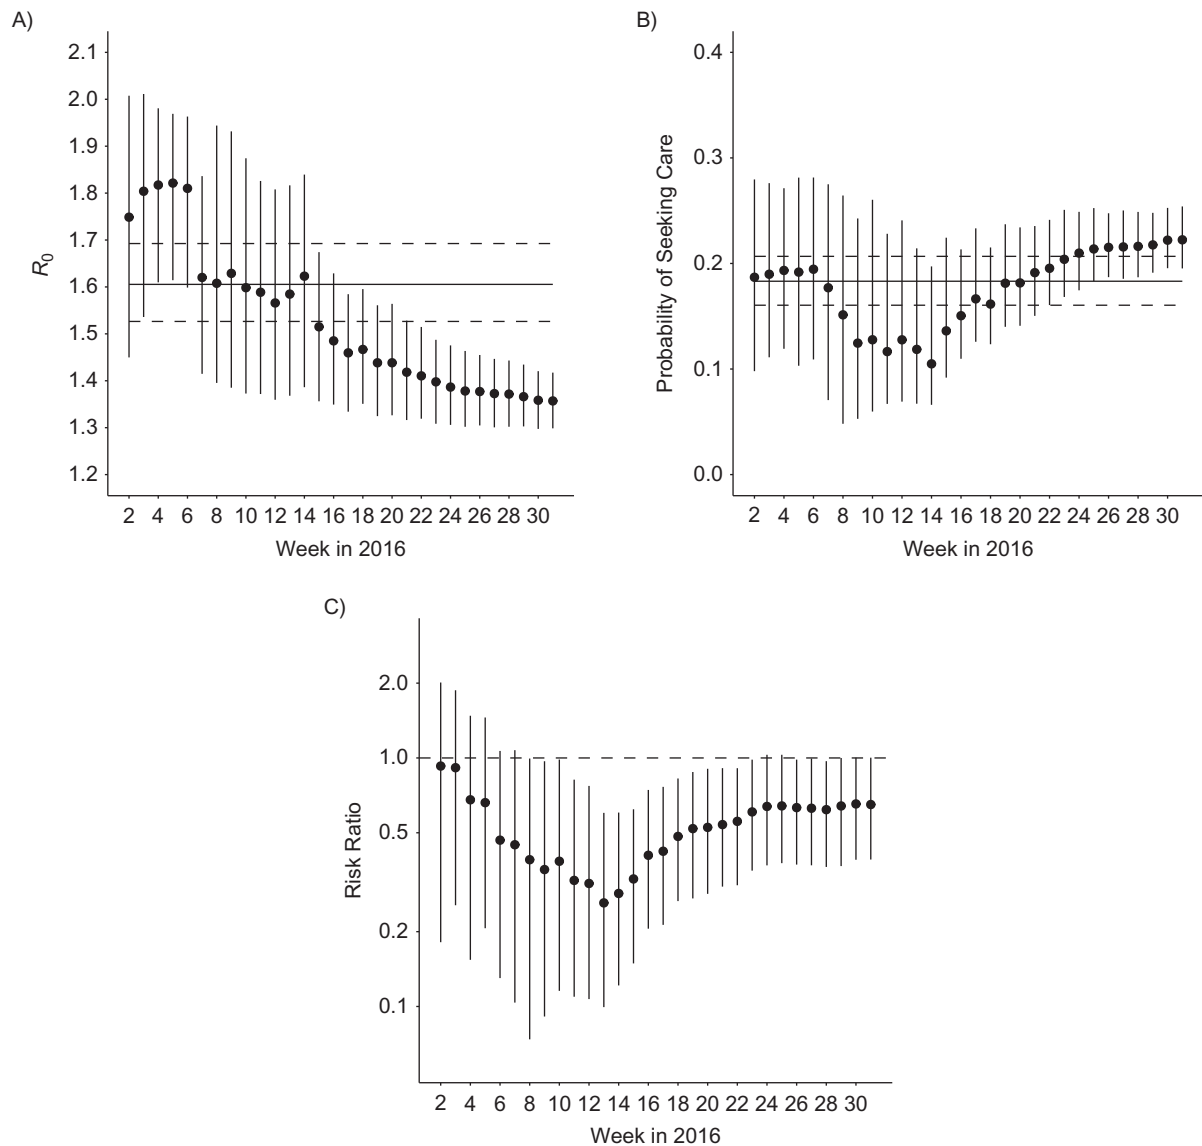 A)
2.1
2.0
1.9
1.8
1.7
1.6
1.5
1.4
1.3
1.2
R0
2 4 6 8 10 12 14 16 18 20 22 24 26 28 30
Week in 2016
B)
0.4
0.3
0.2
0.1
0.0
Probability of Seeking Care
2 4 6 8 10 12 14 16 18 20 22 24 26 28 30
Week in 2016
C)
2.0
1.0
0.5
0.2
0.1
Risk Ratio
2 4 6 8 10 12 14 16 18 20 22 24 26 28 30
Week in 2016